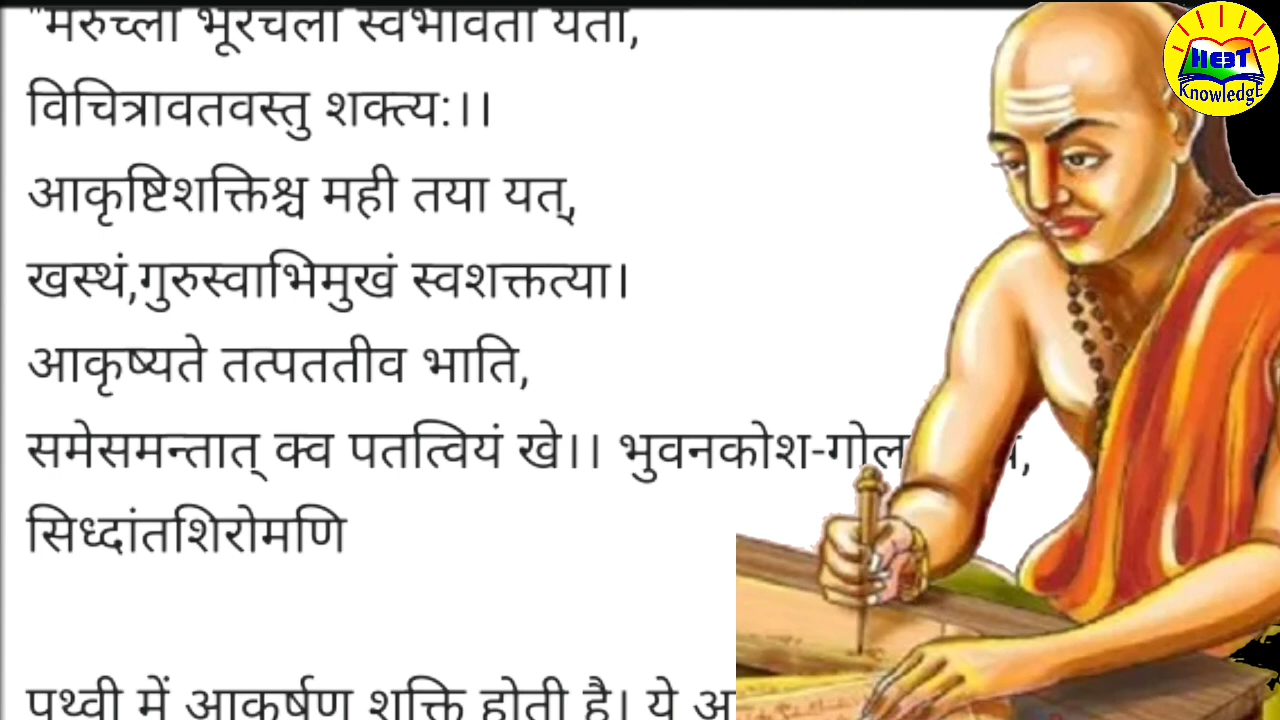 "मरुच्लो भूरचला स्वभावतो यतो,
विचित्रावतवस्तु शक्त्य:।।
आकृष्टिशक्तिश्च मही तया यत्,
खस्थं,गुरुस्वाभिमुखं स्वशक्तत्या।
आकृष्यते तत्पततीव भाति,
समेसमन्तात् क्व पतत्वियं खे।। भुवनकोश-गोल
सिध्दांतशिरोमणि
पृथ्वी में आकर्षण शक्ति होती है। ये
HEET
KnowledgE